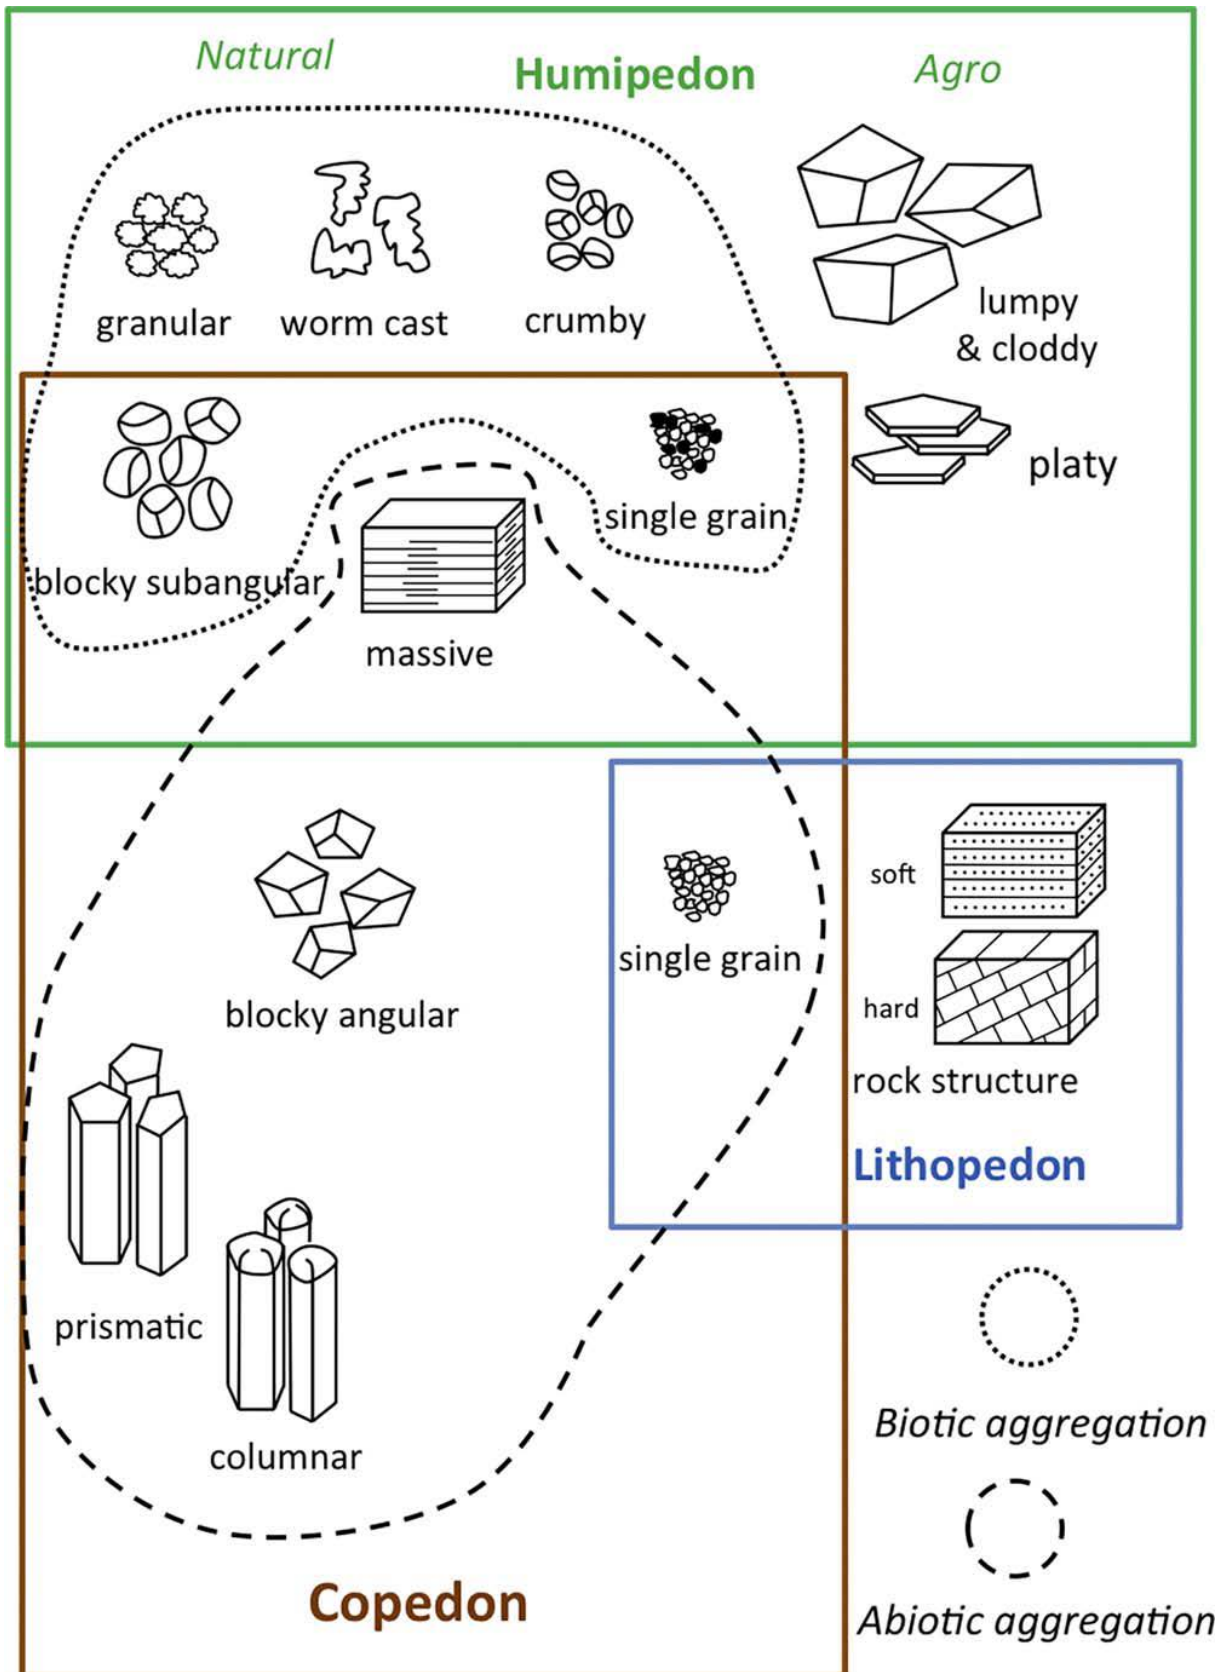 Natural
Humipedon
Agro
granular
worm cast
crumby
lumpy
& cloddy
platy
single grain
blocky subangular
massive
soft
single grain
hard
blocky angular
rock structure
Lithopedon
prismatic
columnar
Biotic aggregation
Copedon
Abiotic aggregation